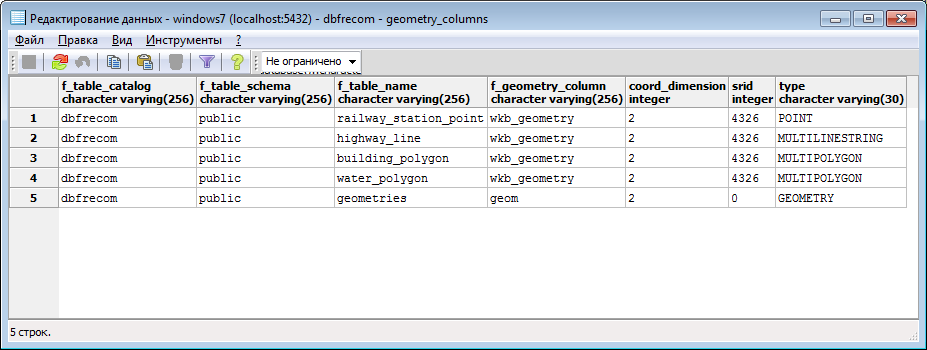 Редактирование данных - windows7 (localhost:5432) - dbfrecom - geometry_columns
Файл Правка Вид Инструменты ?
Не ограничено
f_table_catalog f_table_schema f_table_name f_geometry_column coord_dimension srid type
character varying(256) character varying(256) character varying(256) character varying(256) integer integer character varying(30)
1 dbfrecom public railway_station_point wkb_geometry 2 4326 POINT
2 dbfrecom public highway_line wkb_geometry 2 4326 MULTILINESTRING
3 dbfrecom public building_polygon wkb_geometry 2 4326 MULTIPOLYGON
4 dbfrecom public water_polygon wkb_geometry 2 4326 MULTIPOLYGON
5 dbfrecom public geometries geom 2 0 GEOMETRY
5 строк.